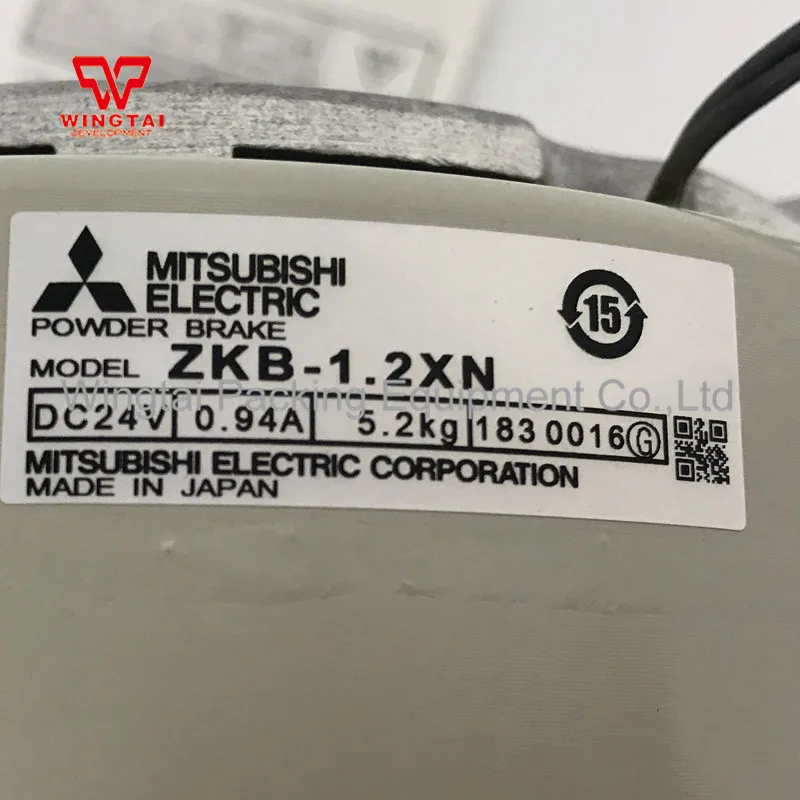 WINGTAI
DEVELOPMENT
MITSUBISHI
ELECTRIC
POWDER BRAKE
15
MODEL ZKB-1.2XN
Wingtai Packing Equipment Co.,Ltd
DC24V 0.94A 5.2kg 183 0016 G
MITSUBISHI ELECTRIC CORPORATION
MADE IN JAPAN